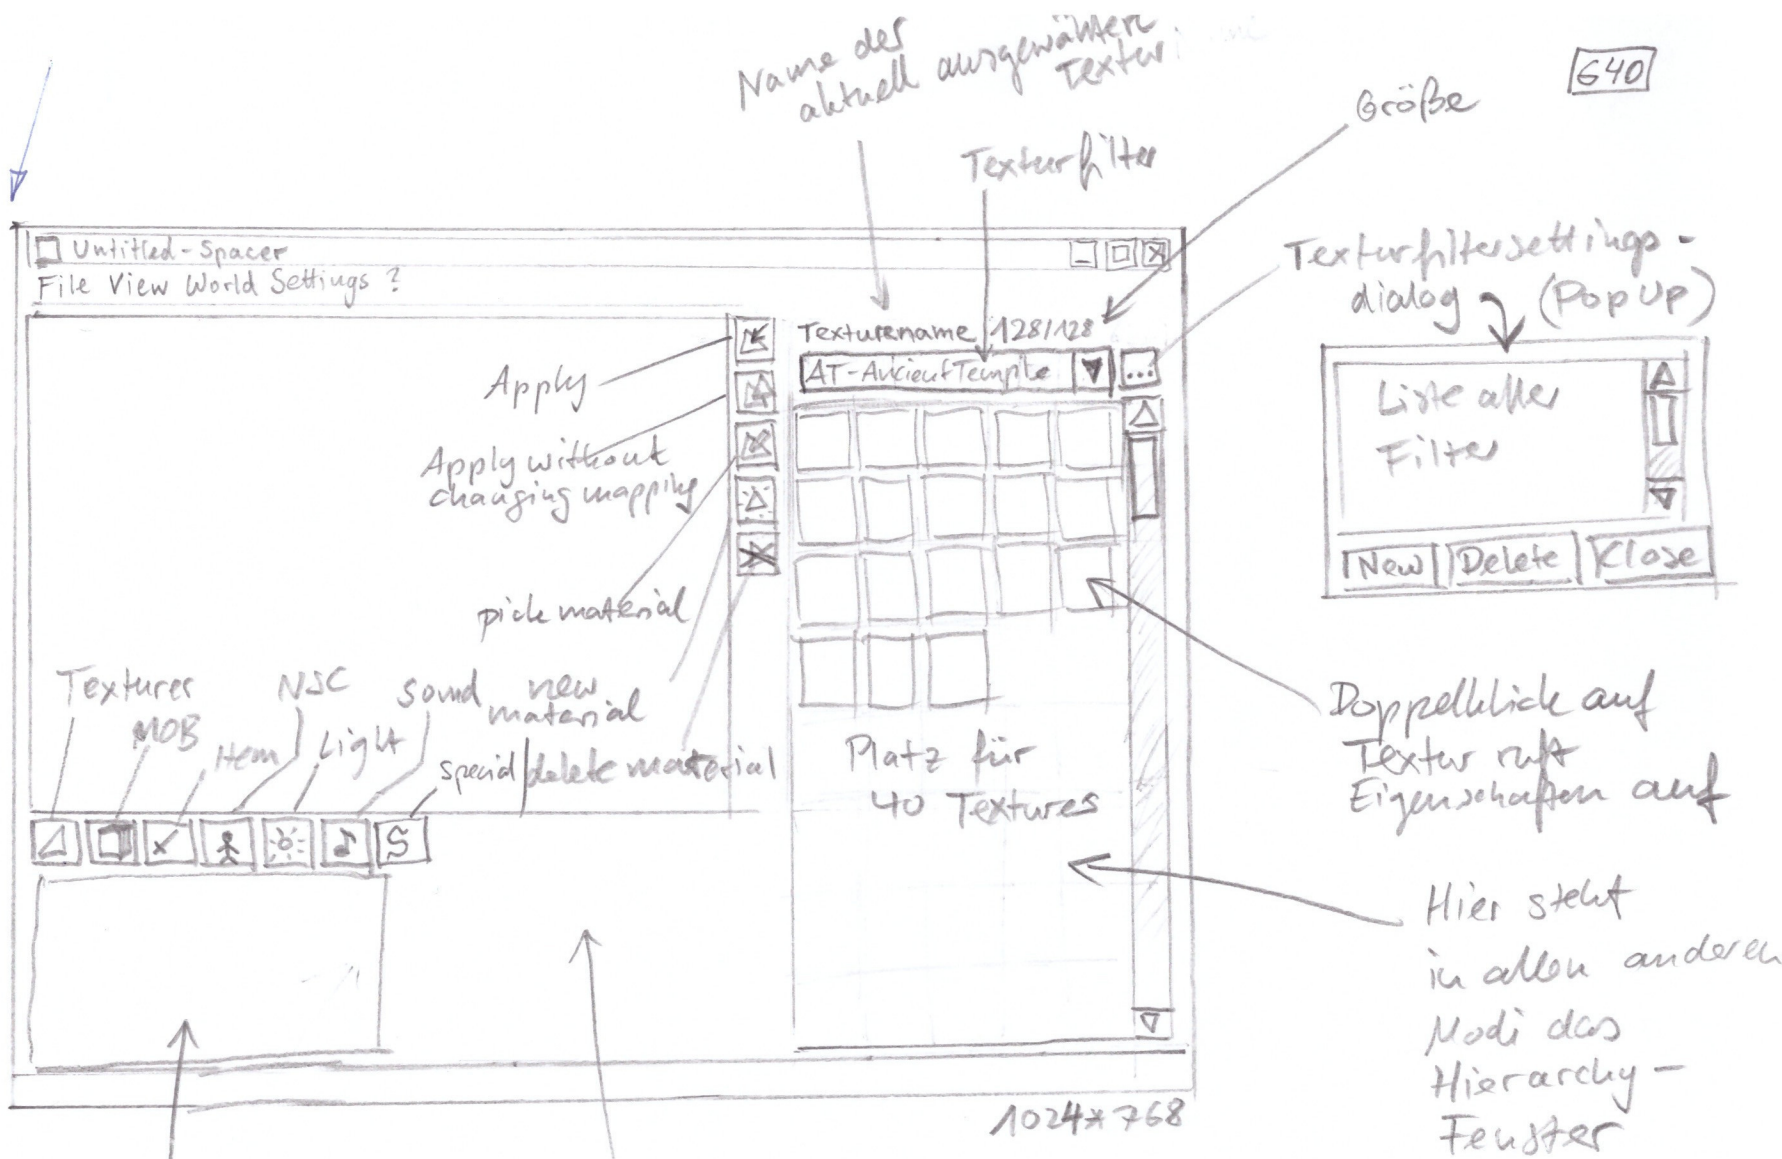 Name der
aktuell ausgewählten
Textur
640
Größe
Texturfilter
Untitled-Spacer
File View World Settings ?
Texturfiltersettings-
dialog (PopUp)
Texturename 128/128
AT-AncientTemple
...
Apply
Apply without
changing mapping
pick material
new
material
delete material
Liste aller
Filter
New Delete Close
Textures
MOB
Item
NSC
Light
Sound
special
S
Platz für
40 Textures
Doppelklick auf
Textur ruft
Eigenschaften auf
Hier steht
in allen anderen
Modi das
Hierarchy-
Fenster
1024*768